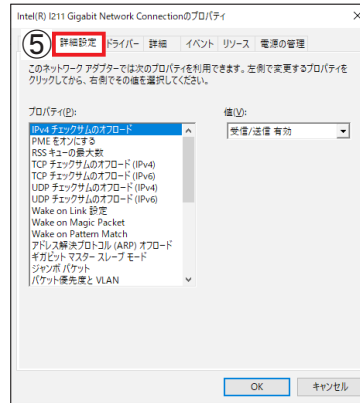 Intel(R) I211 Gigabit Network Connectionのプロパティ
⑤ 詳細設定 ドライバー 詳細 イベント リソース 電源の管理
このネットワーク アダプターでは次のプロパティを利用できます。左側で変更するプロパティを
クリックしてから、右側でその値を選択してください。
プロパティ(P):
値(V):
IPv4 チェックサムのオフロード
受信/送信 有効
PME をオンにする
RSS キューの最大数
TCP チェックサムのオフロード (IPv4)
TCP チェックサムのオフロード (IPv6)
UDP チェックサムのオフロード (IPv4)
UDP チェックサムのオフロード (IPv6)
Wake on Link 設定
Wake on Magic Packet
Wake on Pattern Match
アドレス解決プロトコル (ARP) オフロード
ギガビット マスター スレーブ モード
ジャンボ パケット
パケット優先度と VLAN
OK キャンセル